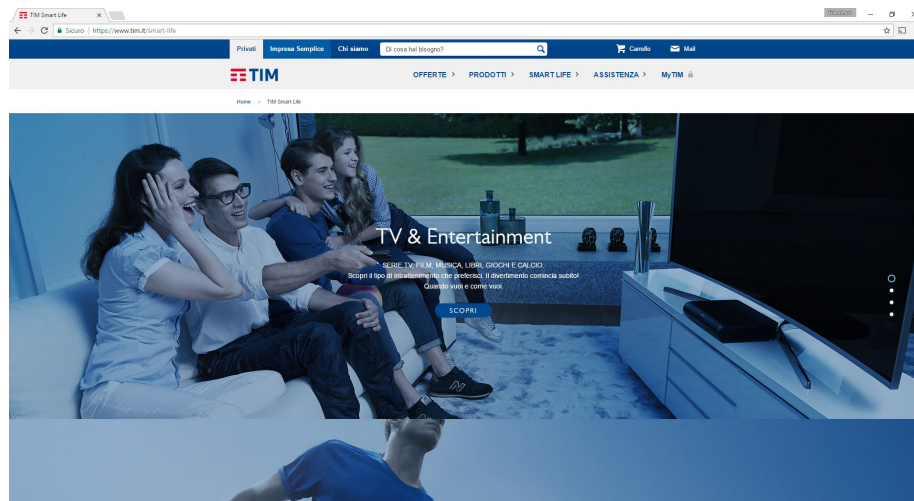 TIM Smart Life
Sicuro | https://www.tim.it/smart-life
Privati Imprese Semplice Chi siamo Di cosa hai bisogno? Carrello Mail
TIM OFFERTE > PRODOTTI > SMART LIFE > ASSISTENZA > MyTIM
Home > TIM Smart Life
TV & Entertainment
SERIE TV, FILM, MUSICA, LIBRI, GIOCHI E CALCIO.
Scopri il tipo di intrattenimento che preferisci. Il divertimento comincia subito!
Quando vuoi e come vuoi.
SCOPRI
N